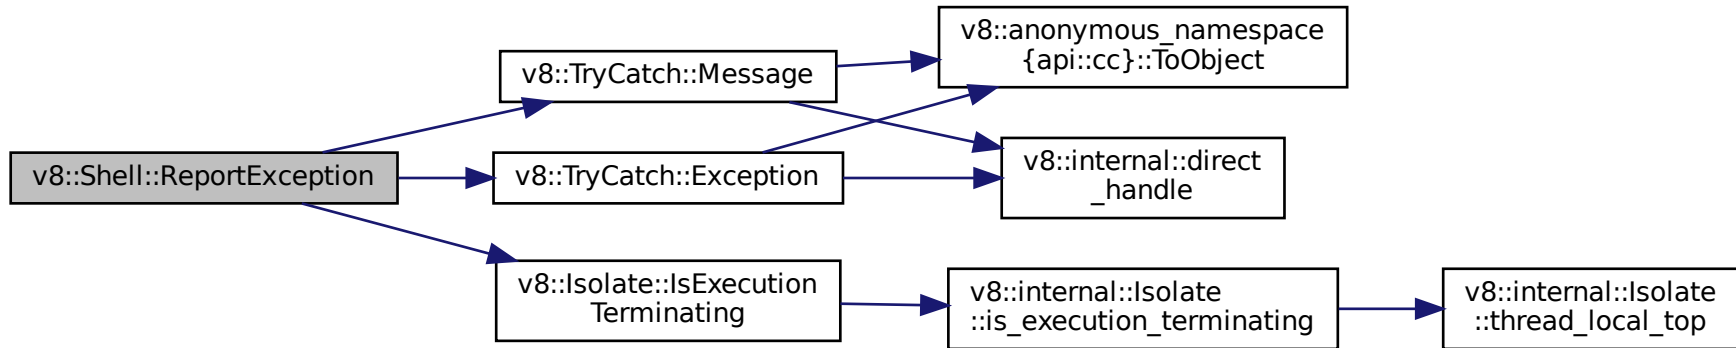 v8::Shell::ReportException
v8::TryCatch::Message
v8::TryCatch::Exception
v8::Isolate::IsExecution
Terminating
v8::anonymous_namespace
{api::cc}::ToObject
v8::internal::direct
_handle
v8::internal::Isolate
::is_execution_terminating
v8::internal::Isolate
::thread_local_top